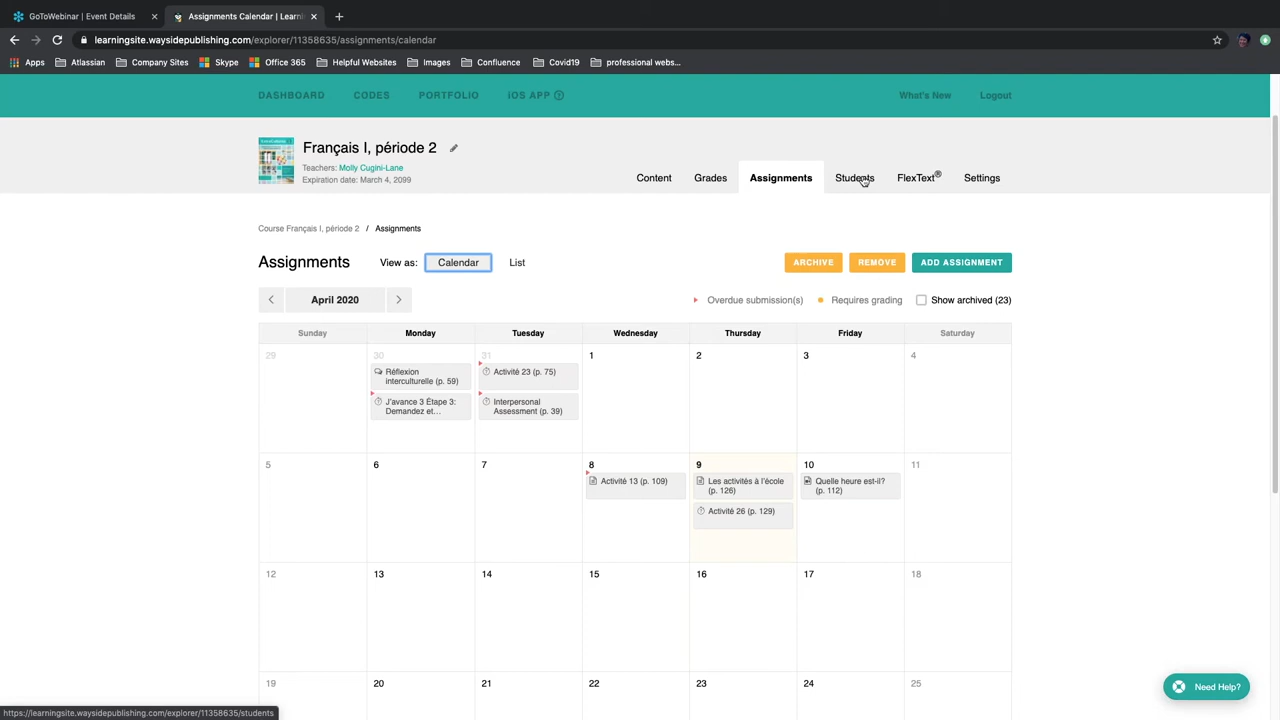 GoToWebinar | Event Details
Assignments Calendar | Learni
learningsite.waysidepublishing.com/explorer/11358635/assignments/calendar
Apps Atlassian Company Sites Skype Office 365 Helpful Websites Images Confluence Covid19 professional webs...
DASHBOARD CODES PORTFOLIO iOS APP ? What's New Logout
Français I, période 2
Teachers: Molly Cugini-Lane
Expiration date: March 4, 2099
Content Grades Assignments Students FlexText® Settings
Course Français I, période 2 / Assignments
Assignments View as: Calendar List ARCHIVE REMOVE ADD ASSIGNMENT
April 2020 Overdue submission(s) Requires grading Show archived (23)
Sunday Monday Tuesday Wednesday Thursday Friday Saturday
29 30 31 1 2 3 4
Réflexion
interculturelle (p. 59)
J'avance 3 Étape 3:
Demandez et...
Activité 23 (p. 75)
Interpersonal
Assessment (p. 39)
5 6 7 8 9 10 11
Activité 13 (p. 109)
Les activités à l'école
(p. 126)
Activité 26 (p. 129)
Quelle heure est-il?
(p. 112)
12 13 14 15 16 17 18
19 20 21 22 23 24 25
Need Help?
https://learningsite.waysidepublishing.com/explorer/11358635/students